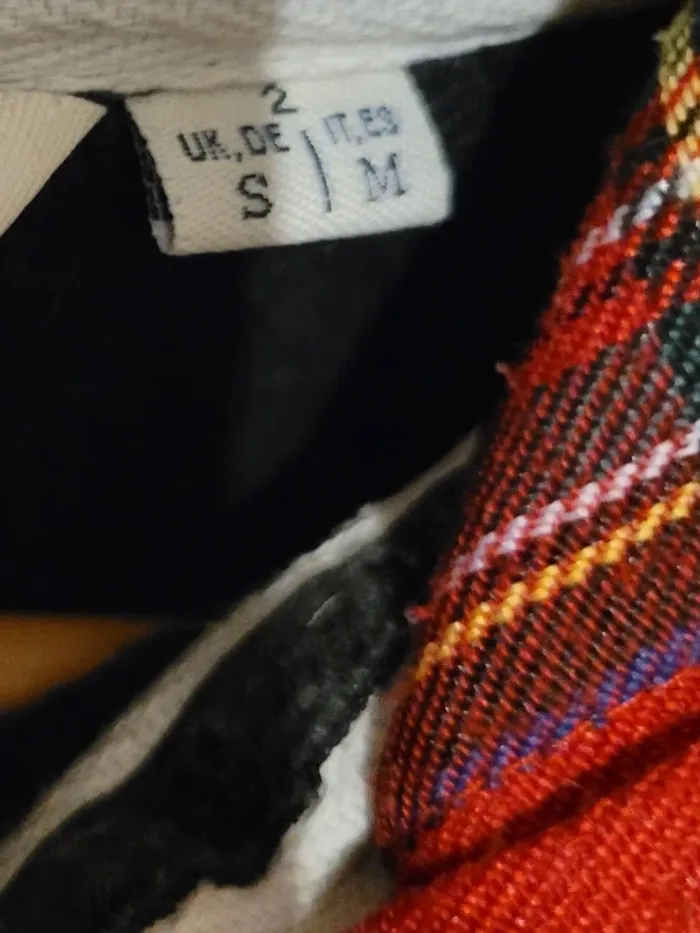 2
UK,DE | IT,ES
S | M